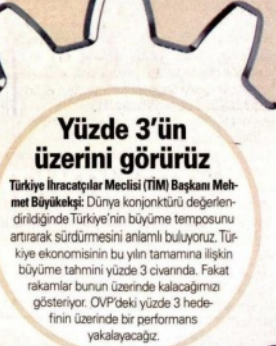 Yüzde 3'ün
üzerini görürüz
Türkiye İhracatçılar Meclisi (TİM) Başkanı Meh-
met Büyükekşi: Dünya konjonktürü değerlen-
dirildiğinde Türkiye'nin büyüme temposunu
artırarak sürdürmesini anlamlı buluyoruz. Tür-
kiye ekonomisinin bu yılın tamamına ilişkin
büyüme tahmini yüzde 3 civarında. Fakat
rakamlar bunun üzerinde kalacağımızı
gösteriyor. OVP'deki yüzde 3 hede-
finin üzerinde bir performans
yakalayacağız.